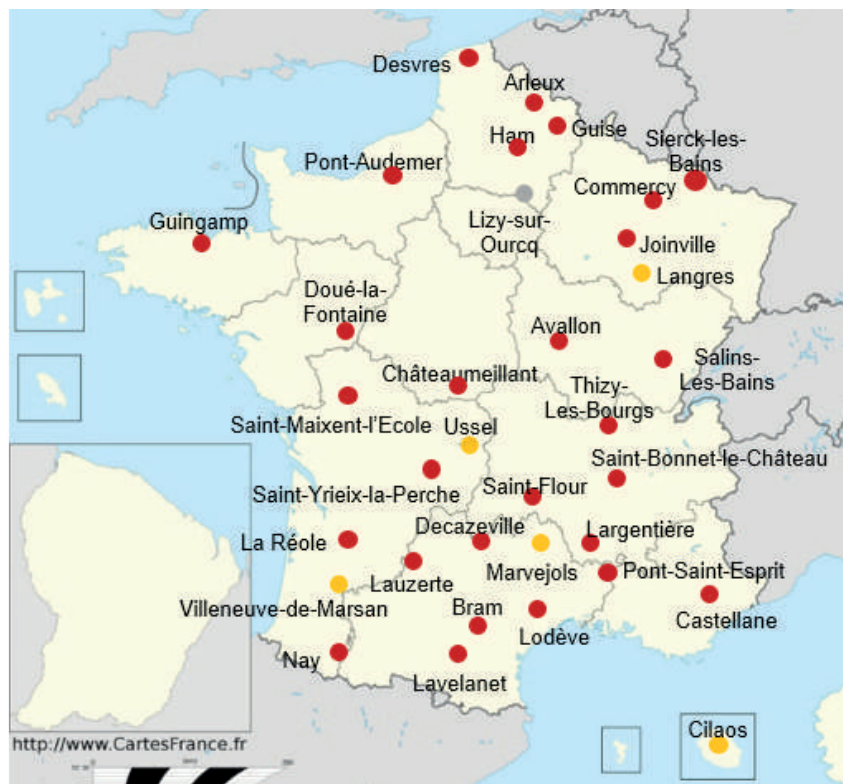 Desvres
Arleux
Ham
Guise
Sierck-les-
Bains
Pont-Audemer
Commercy
Guingamp
Lizy-sur-
Ourcq
Joinville
Langres
Doué-la-
Fontaine
Avallon
Salins-
Les-Bains
Châteaumeillant
Thizy-
Les-Bourgs
Saint-Maixent-l'Ecole
Ussel
Saint-Bonnet-le-Château
Saint-Yrieix-la-Perche
Saint-Flour
Decazeville
La Réole
Largentière
Lauzerte
Marvejols
Pont-Saint-Esprit
Villeneuve-de-Marsan
Bram
Lodève
Castellane
Nay
Lavelanet
Cilaos
http://www.CartesFrance.fr